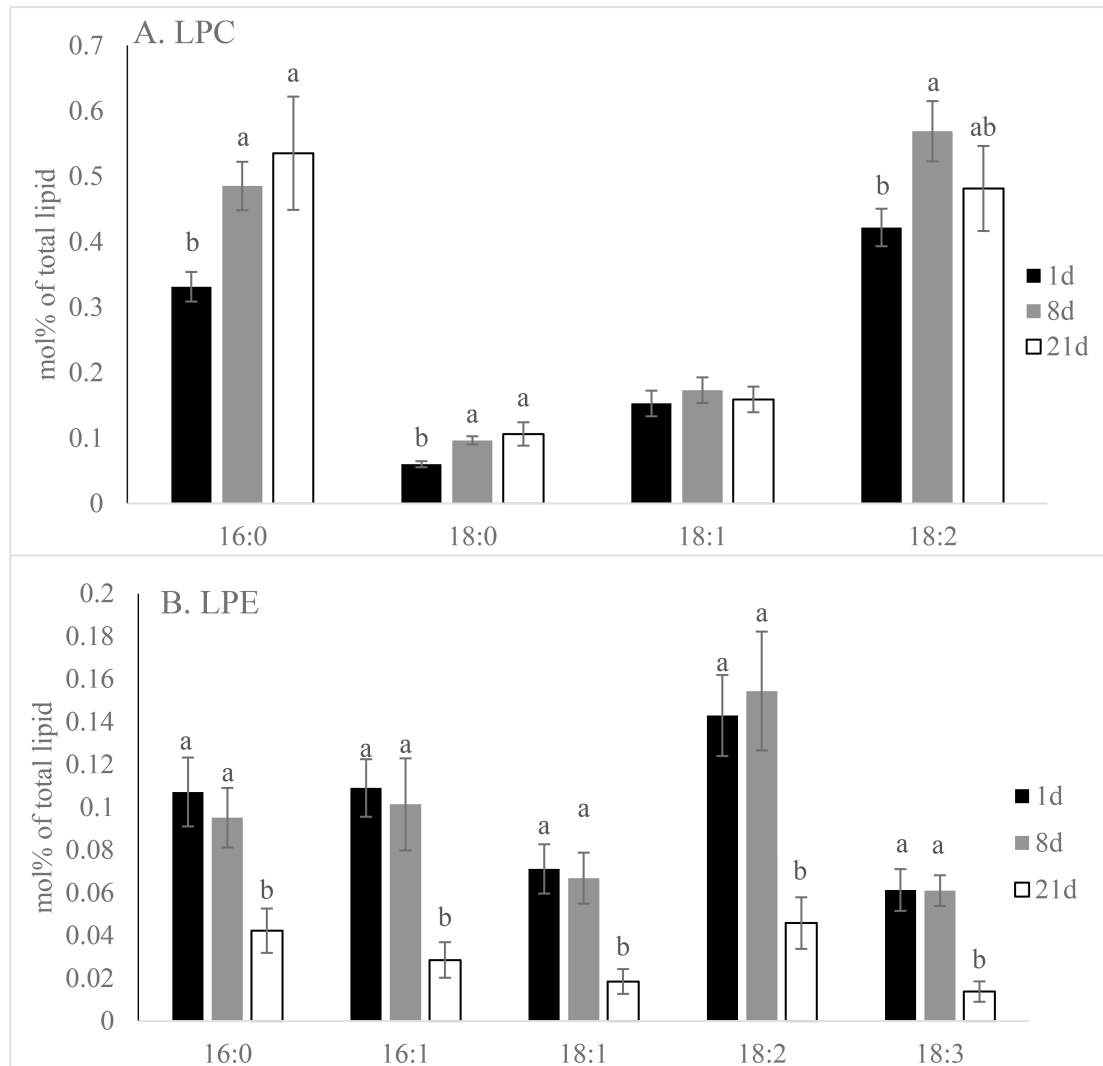 A. LPC
0.7
0.6
0.5
0.4
0.3
0.2
0.1
0
mol% of total lipid
b a a
b a a
b a ab
1d
8d
21d
16:0 18:0 18:1 18:2
B. LPE
0.2
0.18
0.16
0.14
0.12
0.1
0.08
0.06
0.04
0.02
0
mol% of total lipid
a a b
a a b
a a b
a a b
a a b
1d
8d
21d
16:0 16:1 18:1 18:2 18:3